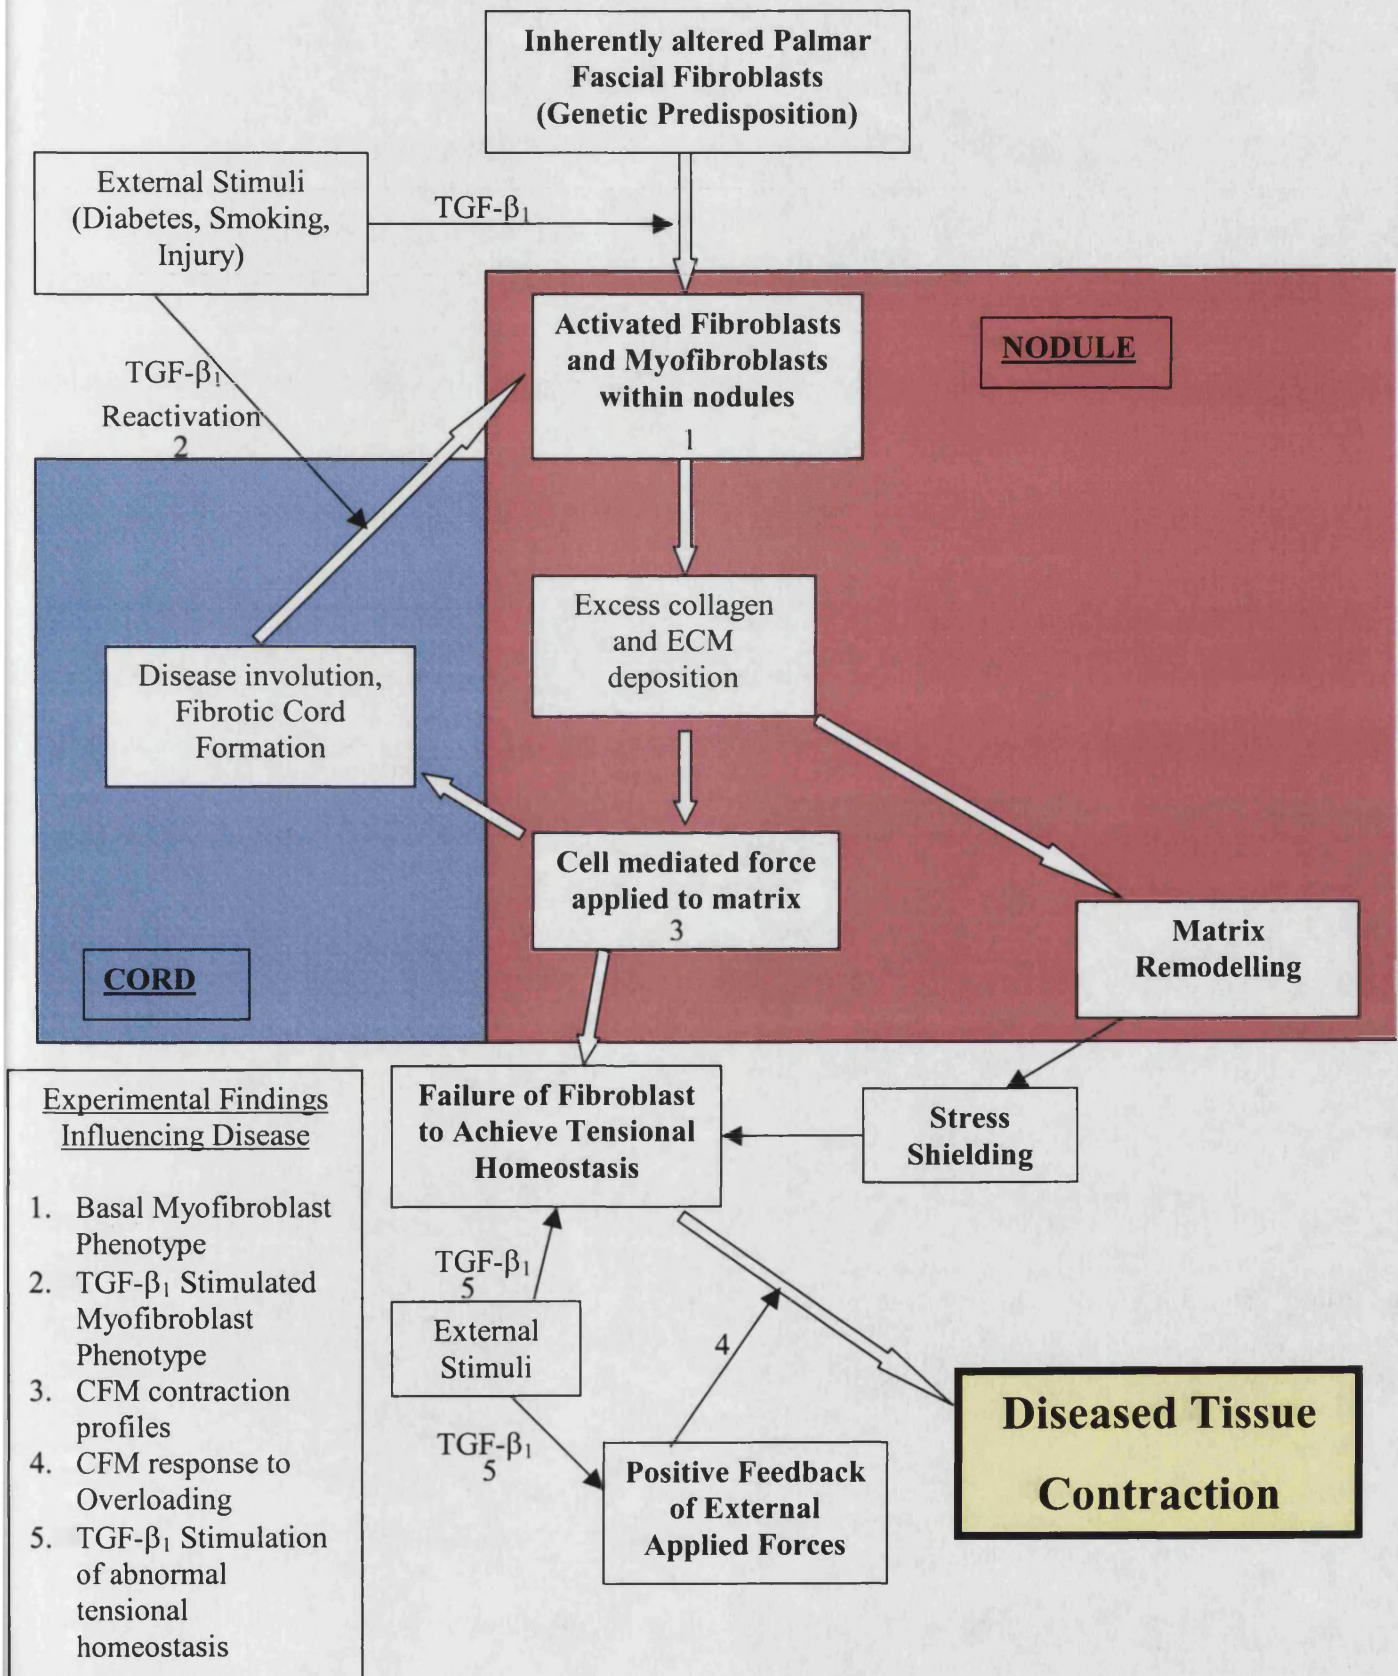 Inherently altered Palmar
Fascial Fibroblasts
(Genetic Predisposition)
External Stimuli
(Diabetes, Smoking,
Injury)
TGF-β₁
Activated Fibroblasts
and Myofibroblasts
within nodules
1
NODULE
TGF-β₁
Reactivation
2
Excess collagen
and ECM
deposition
Disease involution,
Fibrotic Cord
Formation
Cell mediated force
applied to matrix
3
Matrix
Remodelling
CORD
Failure of Fibroblast
to Achieve Tensional
Homeostasis
Stress
Shielding
TGF-β₁
5
External
Stimuli
4
TGF-β₁
5
Positive Feedback
of External
Applied Forces
Diseased Tissue
Contraction
Experimental Findings
Influencing Disease
1. Basal Myofibroblast
Phenotype
2. TGF-β₁ Stimulated
Myofibroblast
Phenotype
3. CFM contraction
profiles
4. CFM response to
Overloading
5. TGF-β₁ Stimulation
of abnormal
tensional
homeostasis